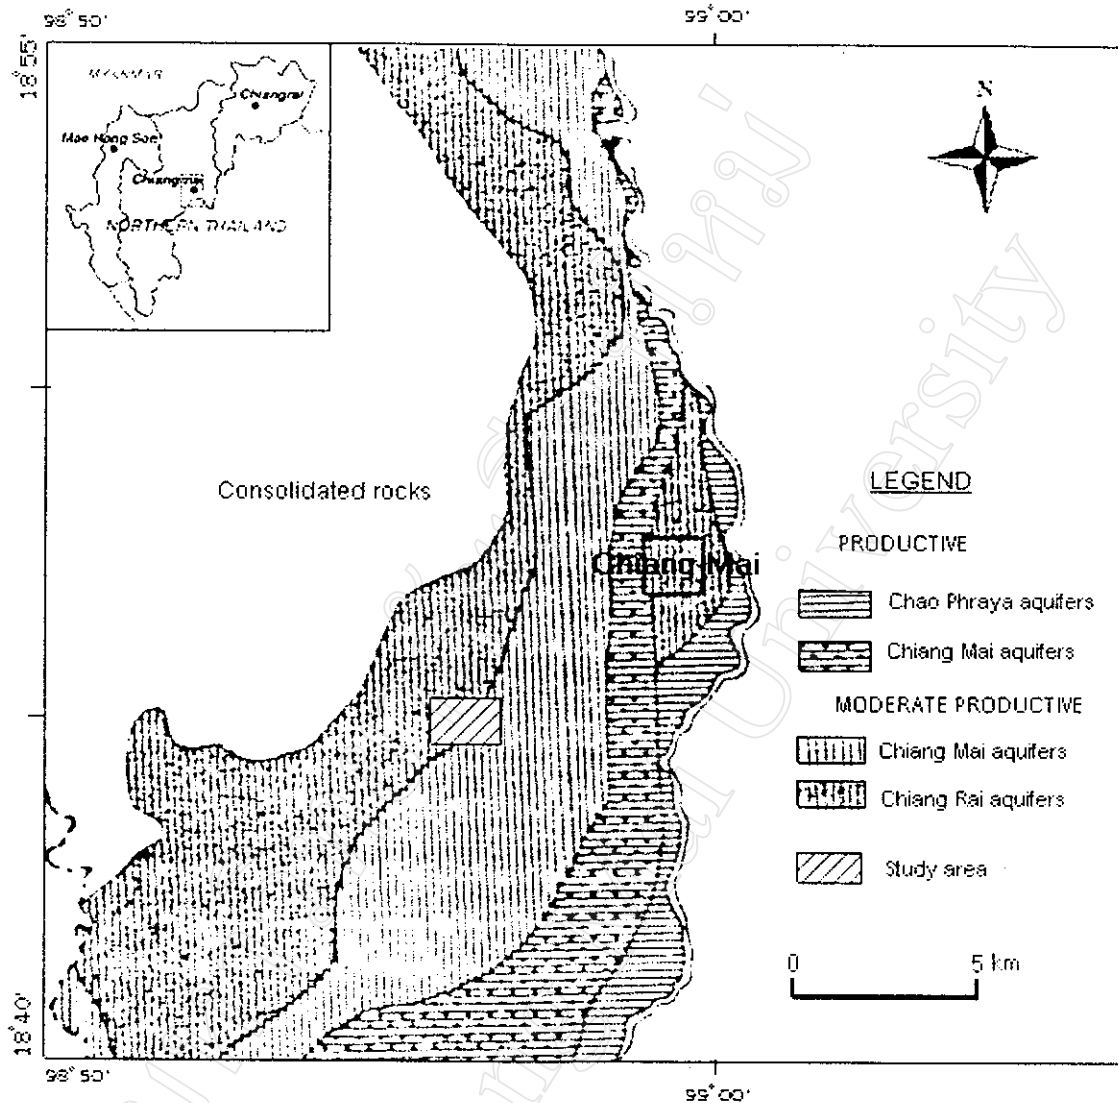 98°50'
99°00'
18°55'
MYANMAR
Chiangrai
Mae Hong Son
Chiangmai
NORTHERN THAILAND
N
Consolidated rocks
Chiang Mai
LEGEND
PRODUCTIVE
Chao Phraya aquifers
Chiang Mai aquifers
MODERATE PRODUCTIVE
Chiang Mai aquifers
Chiang Rai aquifers
Study area
0 5 km
18°40'
98°50'
99°00'
University